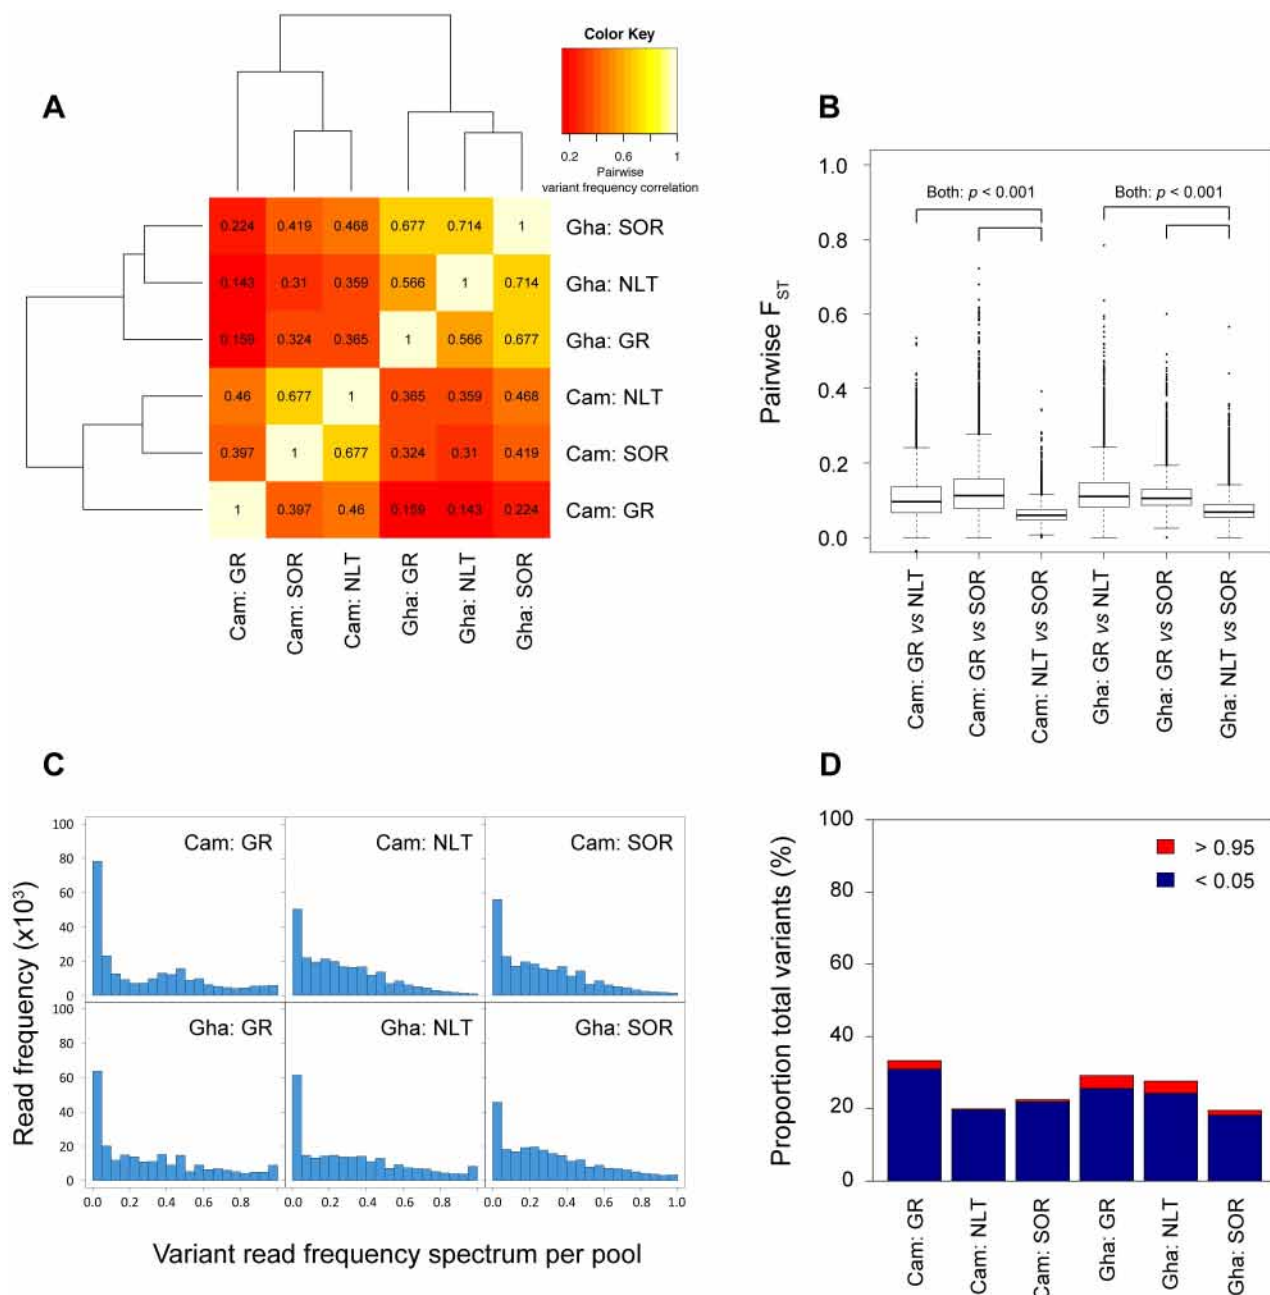 A
Color Key
0.2 0.6 1
Pairwise
variant frequency correlation
0.224 0.419 0.468 0.677 0.714 1 Gha: SOR
0.143 0.31 0.359 0.566 1 0.714 Gha: NLT
0.159 0.324 0.365 1 0.566 0.677 Gha: GR
0.46 0.677 1 0.365 0.359 0.468 Cam: NLT
0.397 1 0.677 0.324 0.31 0.419 Cam: SOR
1 0.397 0.46 0.159 0.143 0.224 Cam: GR
Cam: GR
Cam: SOR
Cam: NLT
Gha: GR
Gha: NLT
Gha: SOR
B
Pairwise FST
1.0
0.8
0.6
0.4
0.2
0.0
Both: p < 0.001
Both: p < 0.001
Cam: GR vs NLT
Cam: GR vs SOR
Cam: NLT vs SOR
Gha: GR vs NLT
Gha: GR vs SOR
Gha: NLT vs SOR
C
Read frequency (x10³)
100
80
60
40
20
0
Cam: GR
Cam: NLT
Cam: SOR
100
80
60
40
20
0
Gha: GR
Gha: NLT
Gha: SOR
0.0 0.2 0.4 0.6 0.8
0.0 0.2 0.4 0.6 0.8
0.0 0.2 0.4 0.6 0.8 1.0
Variant read frequency spectrum per pool
D
Proportion total variants (%)
100
80
60
40
20
0
> 0.95
< 0.05
Cam: GR
Cam: NLT
Cam: SOR
Gha: GR
Gha: NLT
Gha: SOR